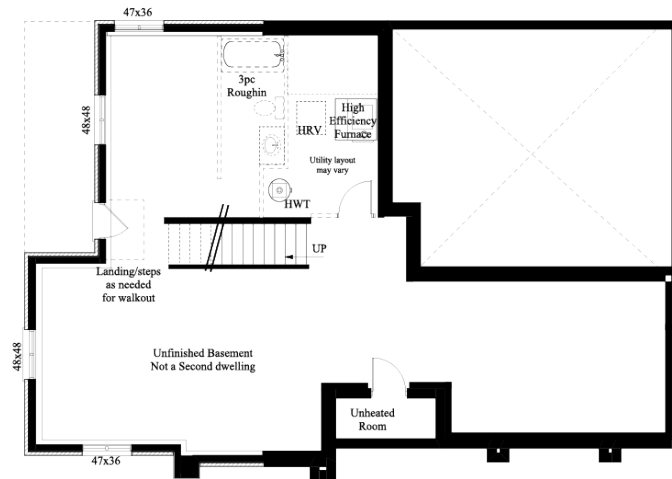 47x36
3pc
Roughin
High
Efficiency
Furnace
48x48
HRV
Utility layout
may vary
HWT
UP
Landing/steps
as needed
for walkout
48x48
Unfinished Basement
Not a Second dwelling
Unheated
Room
47x36